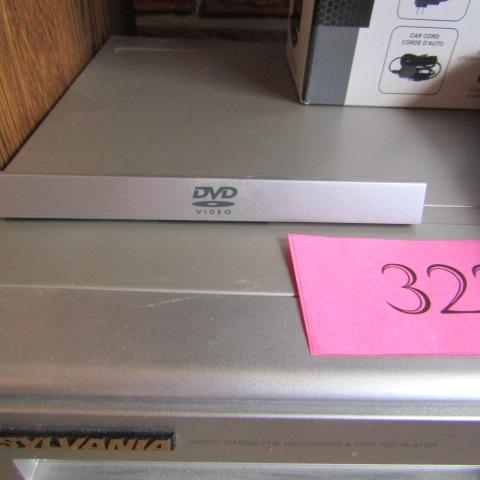 CAR CORD
CORDE D'AUTO
DVD
VIDEO
322
SYLVANIA
VIDEO CASSETTE RECORDER & DVD/CD PLAYER